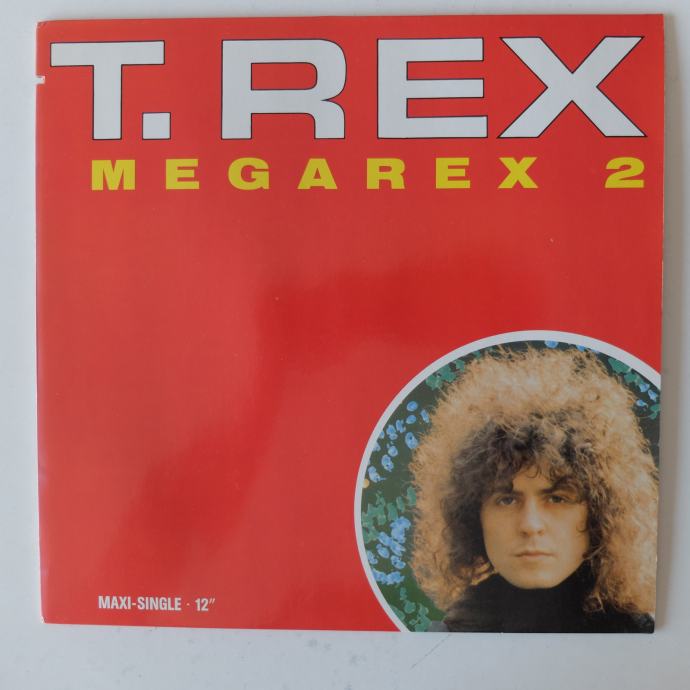 T. REX
MEGAREX 2
MAXI-SINGLE · 12"